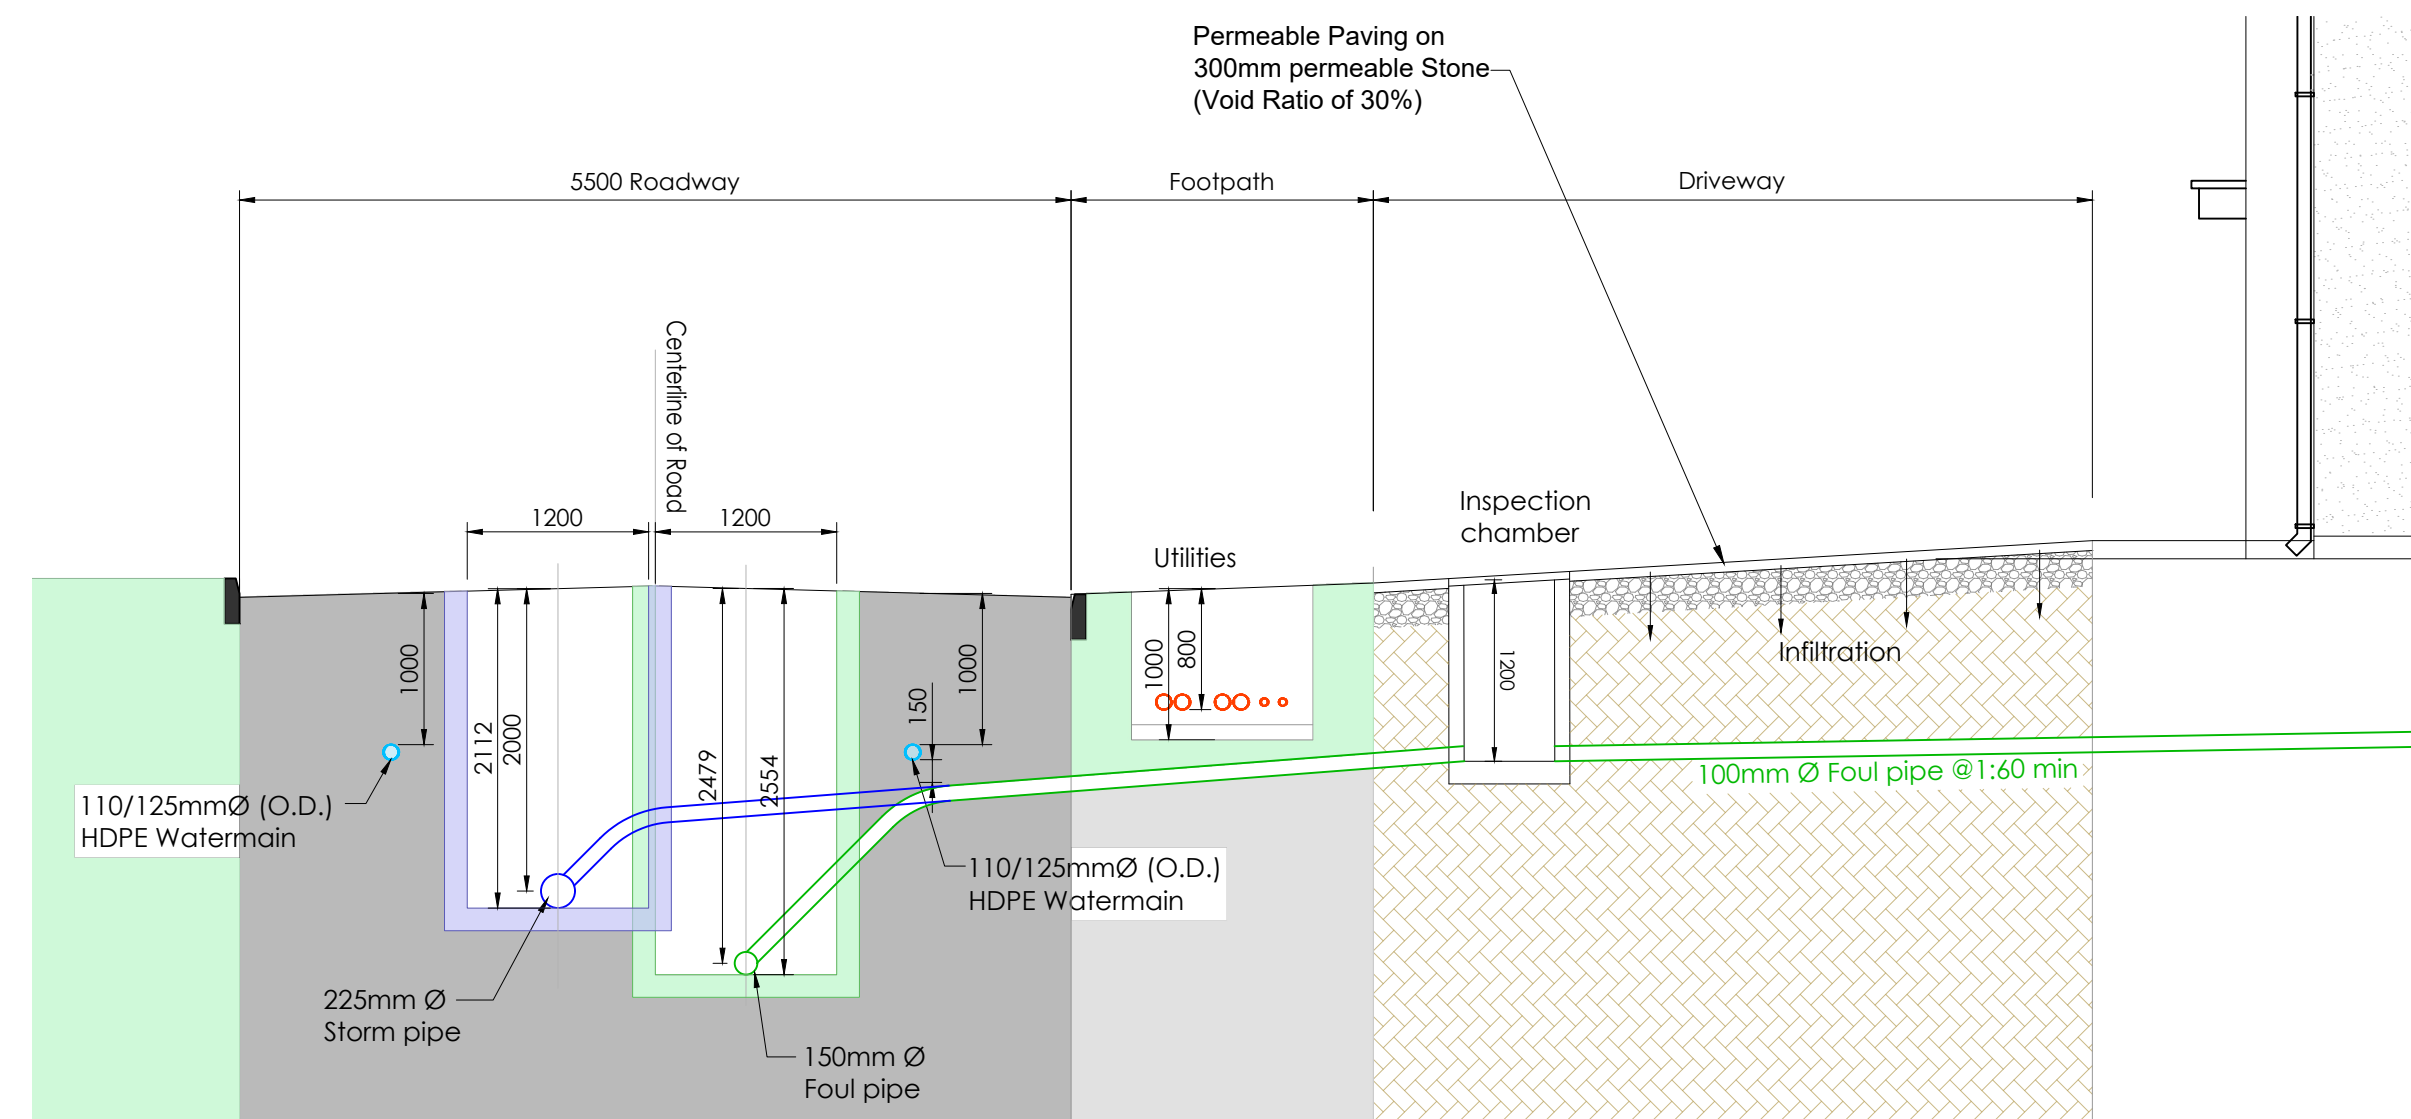 Permeable Paving on
300mm permeable Stone
(Void Ratio of 30%)
5500 Roadway
Footpath
Driveway
Centerline of Road
1200
1200
Inspection
chamber
Utilities
1000
2112
2000
2479
2554
150
1000
1000
800
1200
Infiltration
100mm Ø Foul pipe @1:60 min
110/125mmØ (O.D.)
HDPE Watermain
110/125mmØ (O.D.)
HDPE Watermain
225mm Ø
Storm pipe
150mm Ø
Foul pipe